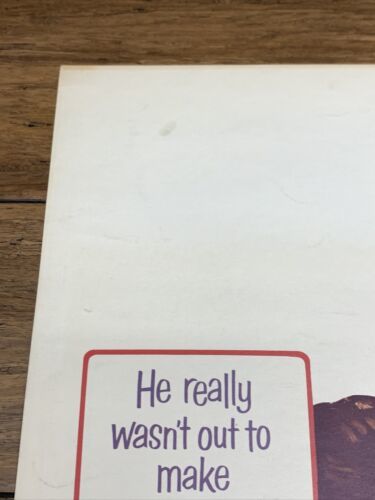 He really
wasn't out to
make